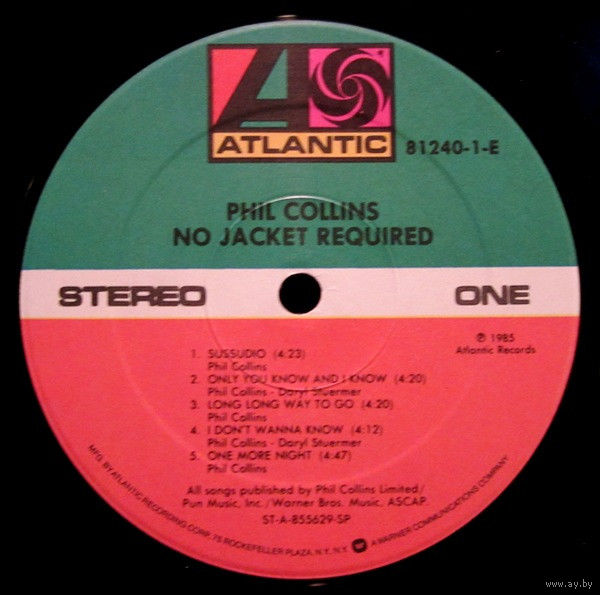 ATLANTIC
81240-1-E
PHIL COLLINS
NO JACKET REQUIRED
STEREO
ONE
℗ 1985
Atlantic Records
1. SUSSUDIO (4:23)
Phil Collins
2. ONLY YOU KNOW AND I KNOW (4:20)
Phil Collins - Daryl Stuermer
3. LONG LONG WAY TO GO (4:20)
Phil Collins
4. I DON'T WANNA KNOW (4:12)
Phil Collins - Daryl Stuermer
5. ONE MORE NIGHT (4:47)
Phil Collins
All songs published by Phil Collins Limited/
Pun Music, Inc./Warner Bros. Music, ASCAP.
ST-A-855629-SP
MFG. BY ATLANTIC RECORDING CORP., 75 ROCKEFELLER PLAZA, N.Y., N.Y. A WARNER COMMUNICATIONS COMPANY
www.ay.by